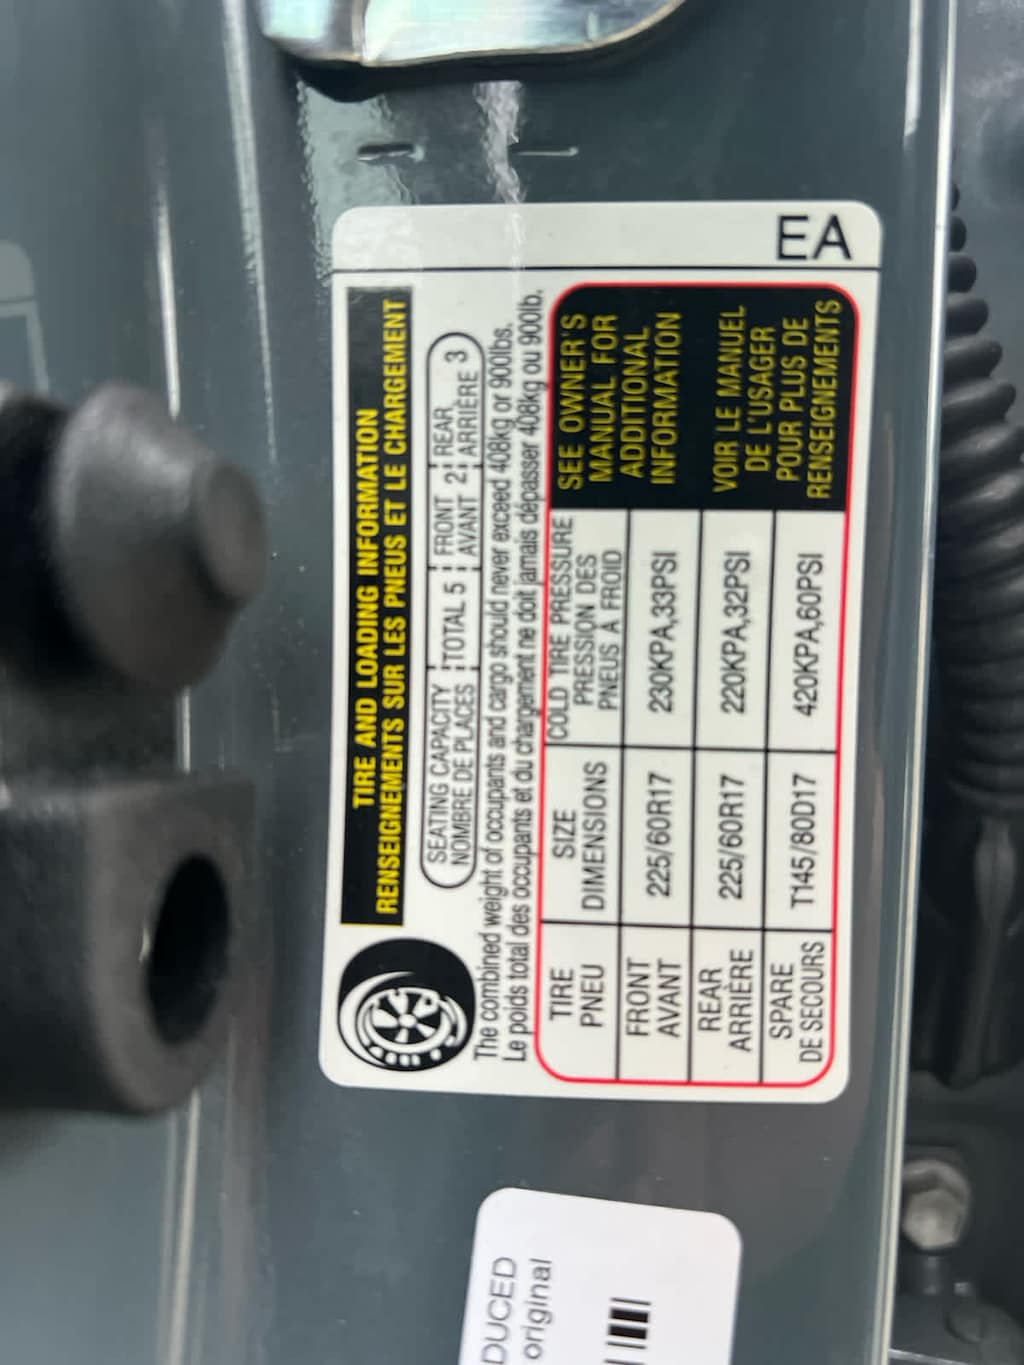 TIRE AND LOADING INFORMATION
RENSEIGNEMENTS SUR LES PNEUS ET LE CHARGEMENT
SEATING CAPACITY TOTAL 5 FRONT 2 REAR 3
NOMBRE DE PLACES AVANT ARRIÈRE
The combined weight of occupants and cargo should never exceed 408kg or 900lbs.
Le poids total des occupants et du chargement ne doit jamais dépasser 408kg ou 900lb.
TIRE SIZE COLD TIRE PRESSURE
PNEU DIMENSIONS PRESSION DES
PNEUS À FROID
FRONT 225/60R17 230KPA,33PSI
AVANT
REAR 225/60R17 220KPA,32PSI
ARRIÈRE
SPARE T145/80D17 420KPA,60PSI
DE SECOURS
SEE OWNER'S
MANUAL FOR
ADDITIONAL
INFORMATION
VOIR LE MANUEL
DE L'USAGER
POUR PLUS DE
RENSEIGNEMENTS
EA
DUCED
original